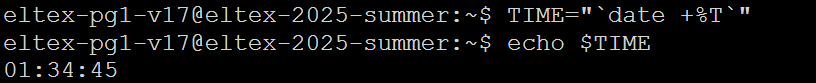 eltex-pg1-v17@eltex-2025-summer:~$ TIME="`date +%T`"
eltex-pg1-v17@eltex-2025-summer:~$ echo $TIME
01:34:45